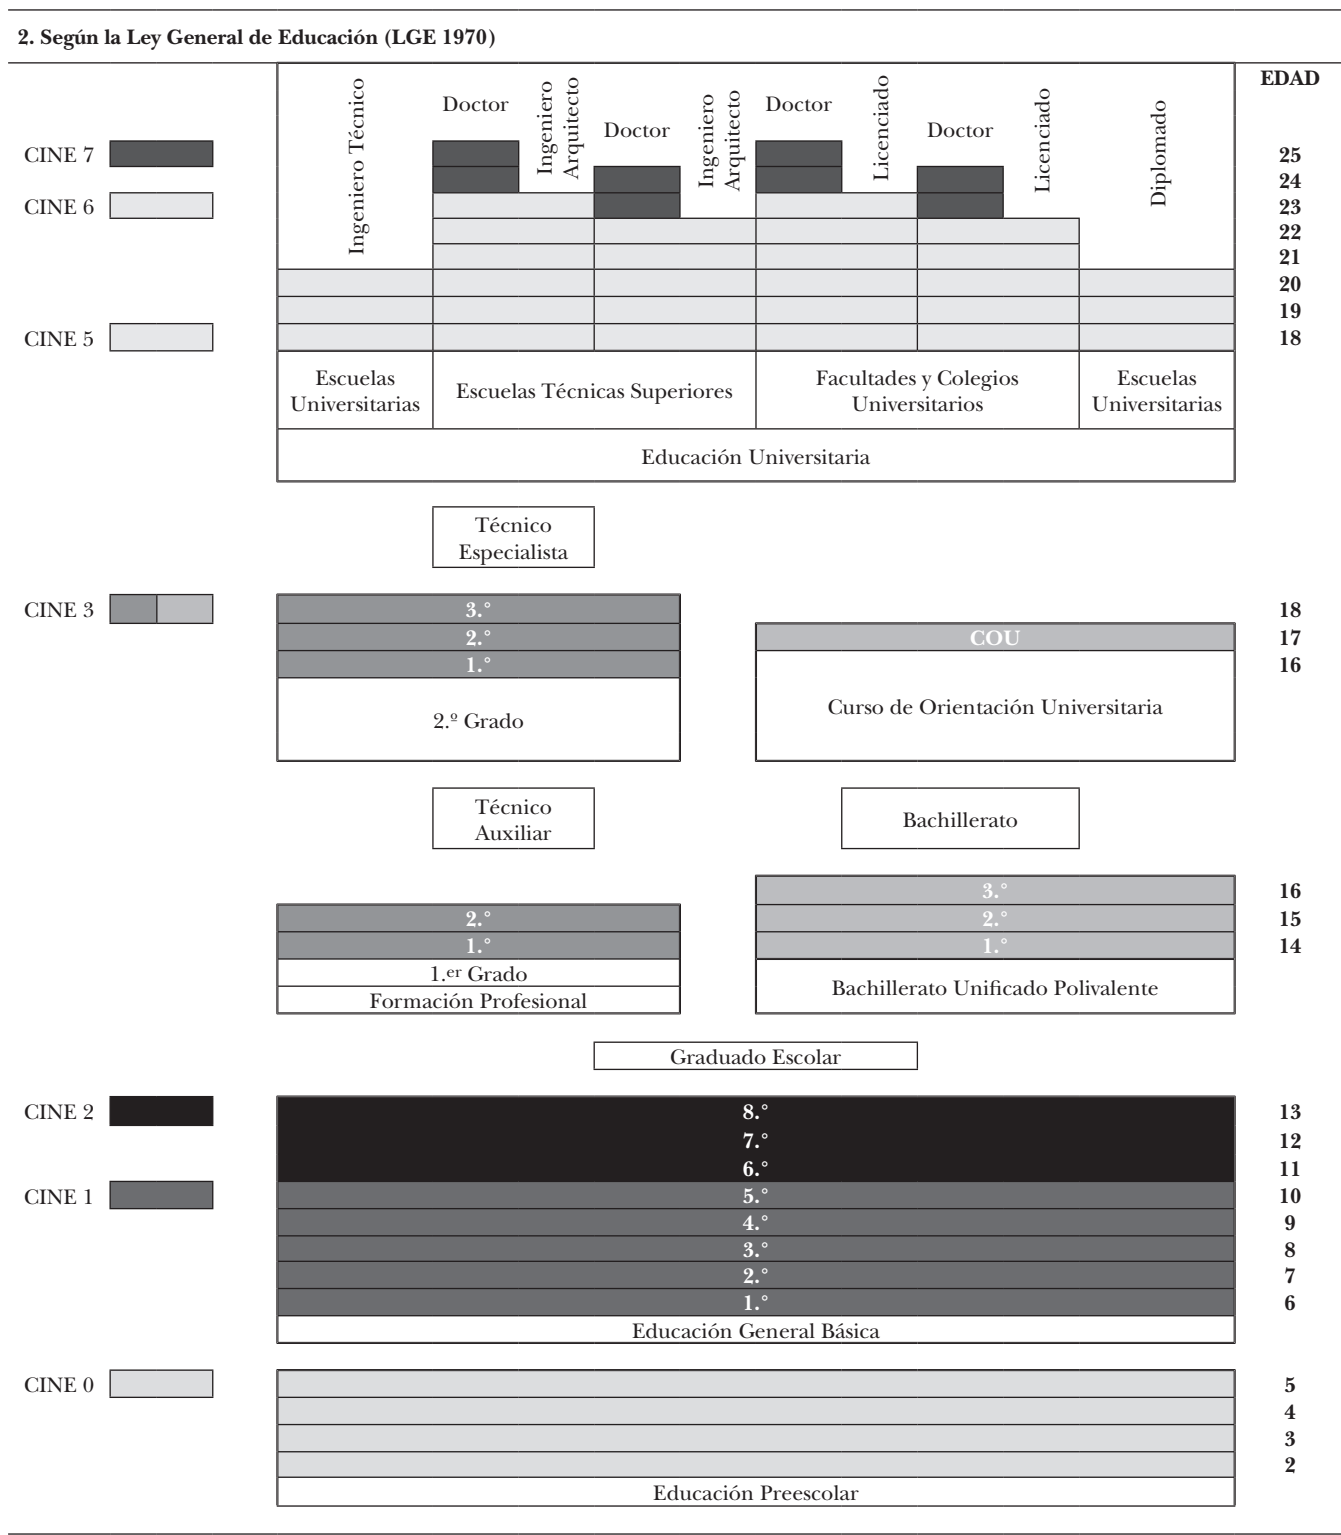 2. Según la Ley General de Educación (LGE 1970)
EDAD
Ingeniero Técnico
Doctor
Ingeniero
Arquitecto
Doctor
Ingeniero
Arquitecto
Doctor
Licenciado
Doctor
Licenciado
Diplomado
CINE 7
25
24
CINE 6
23
22
21
20
19
CINE 5
18
Escuelas
Universitarias
Escuelas Técnicas Superiores
Facultades y Colegios
Universitarios
Escuelas
Universitarias
Educación Universitaria
Técnico
Especialista
CINE 3
3.°
18
2.°
COU
17
1.°
16
2.º Grado
Curso de Orientación Universitaria
Técnico
Auxiliar
Bachillerato
3.°
16
2.°
2.°
15
1.°
1.°
14
1.er Grado
Formación Profesional
Bachillerato Unificado Polivalente
Graduado Escolar
CINE 2
8.°
13
7.°
12
6.°
11
CINE 1
5.°
10
4.°
9
3.°
8
2.°
7
1.°
6
Educación General Básica
CINE 0
5
4
3
2
Educación Preescolar